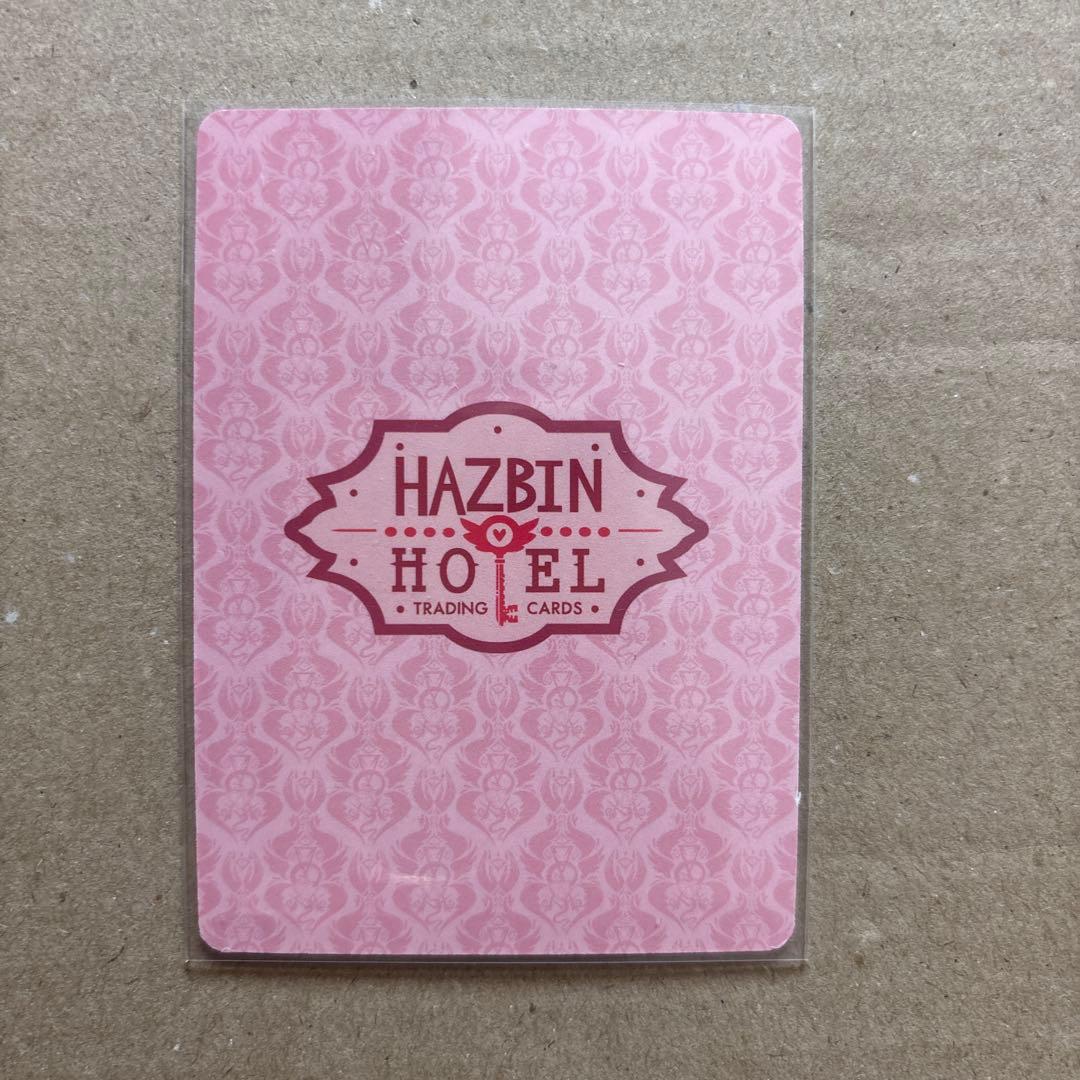 HAZBIN
HOTEL
• TRADING CARDS •